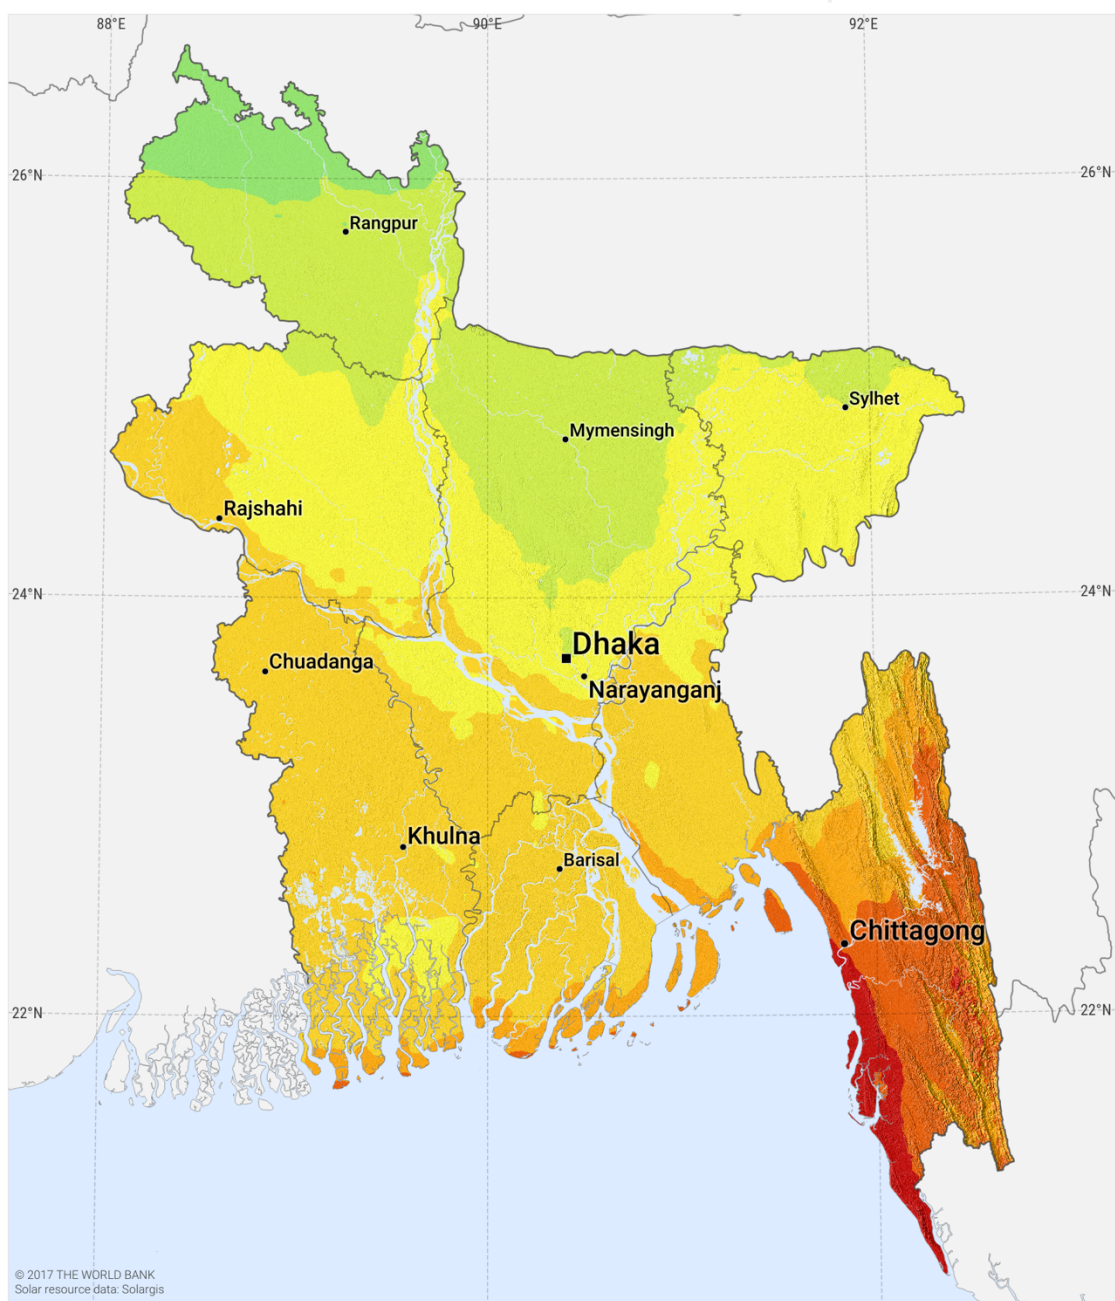 88°E 90°E 92°E
26°N 26°N
Rangpur
Sylhet
Mymensingh
Rajshahi
24°N 24°N
Dhaka
Chuadanga
Narayanganj
Khulna
Barisal
Chittagong
22°N 22°N
© 2017 THE WORLD BANK
Solar resource data: Solargis